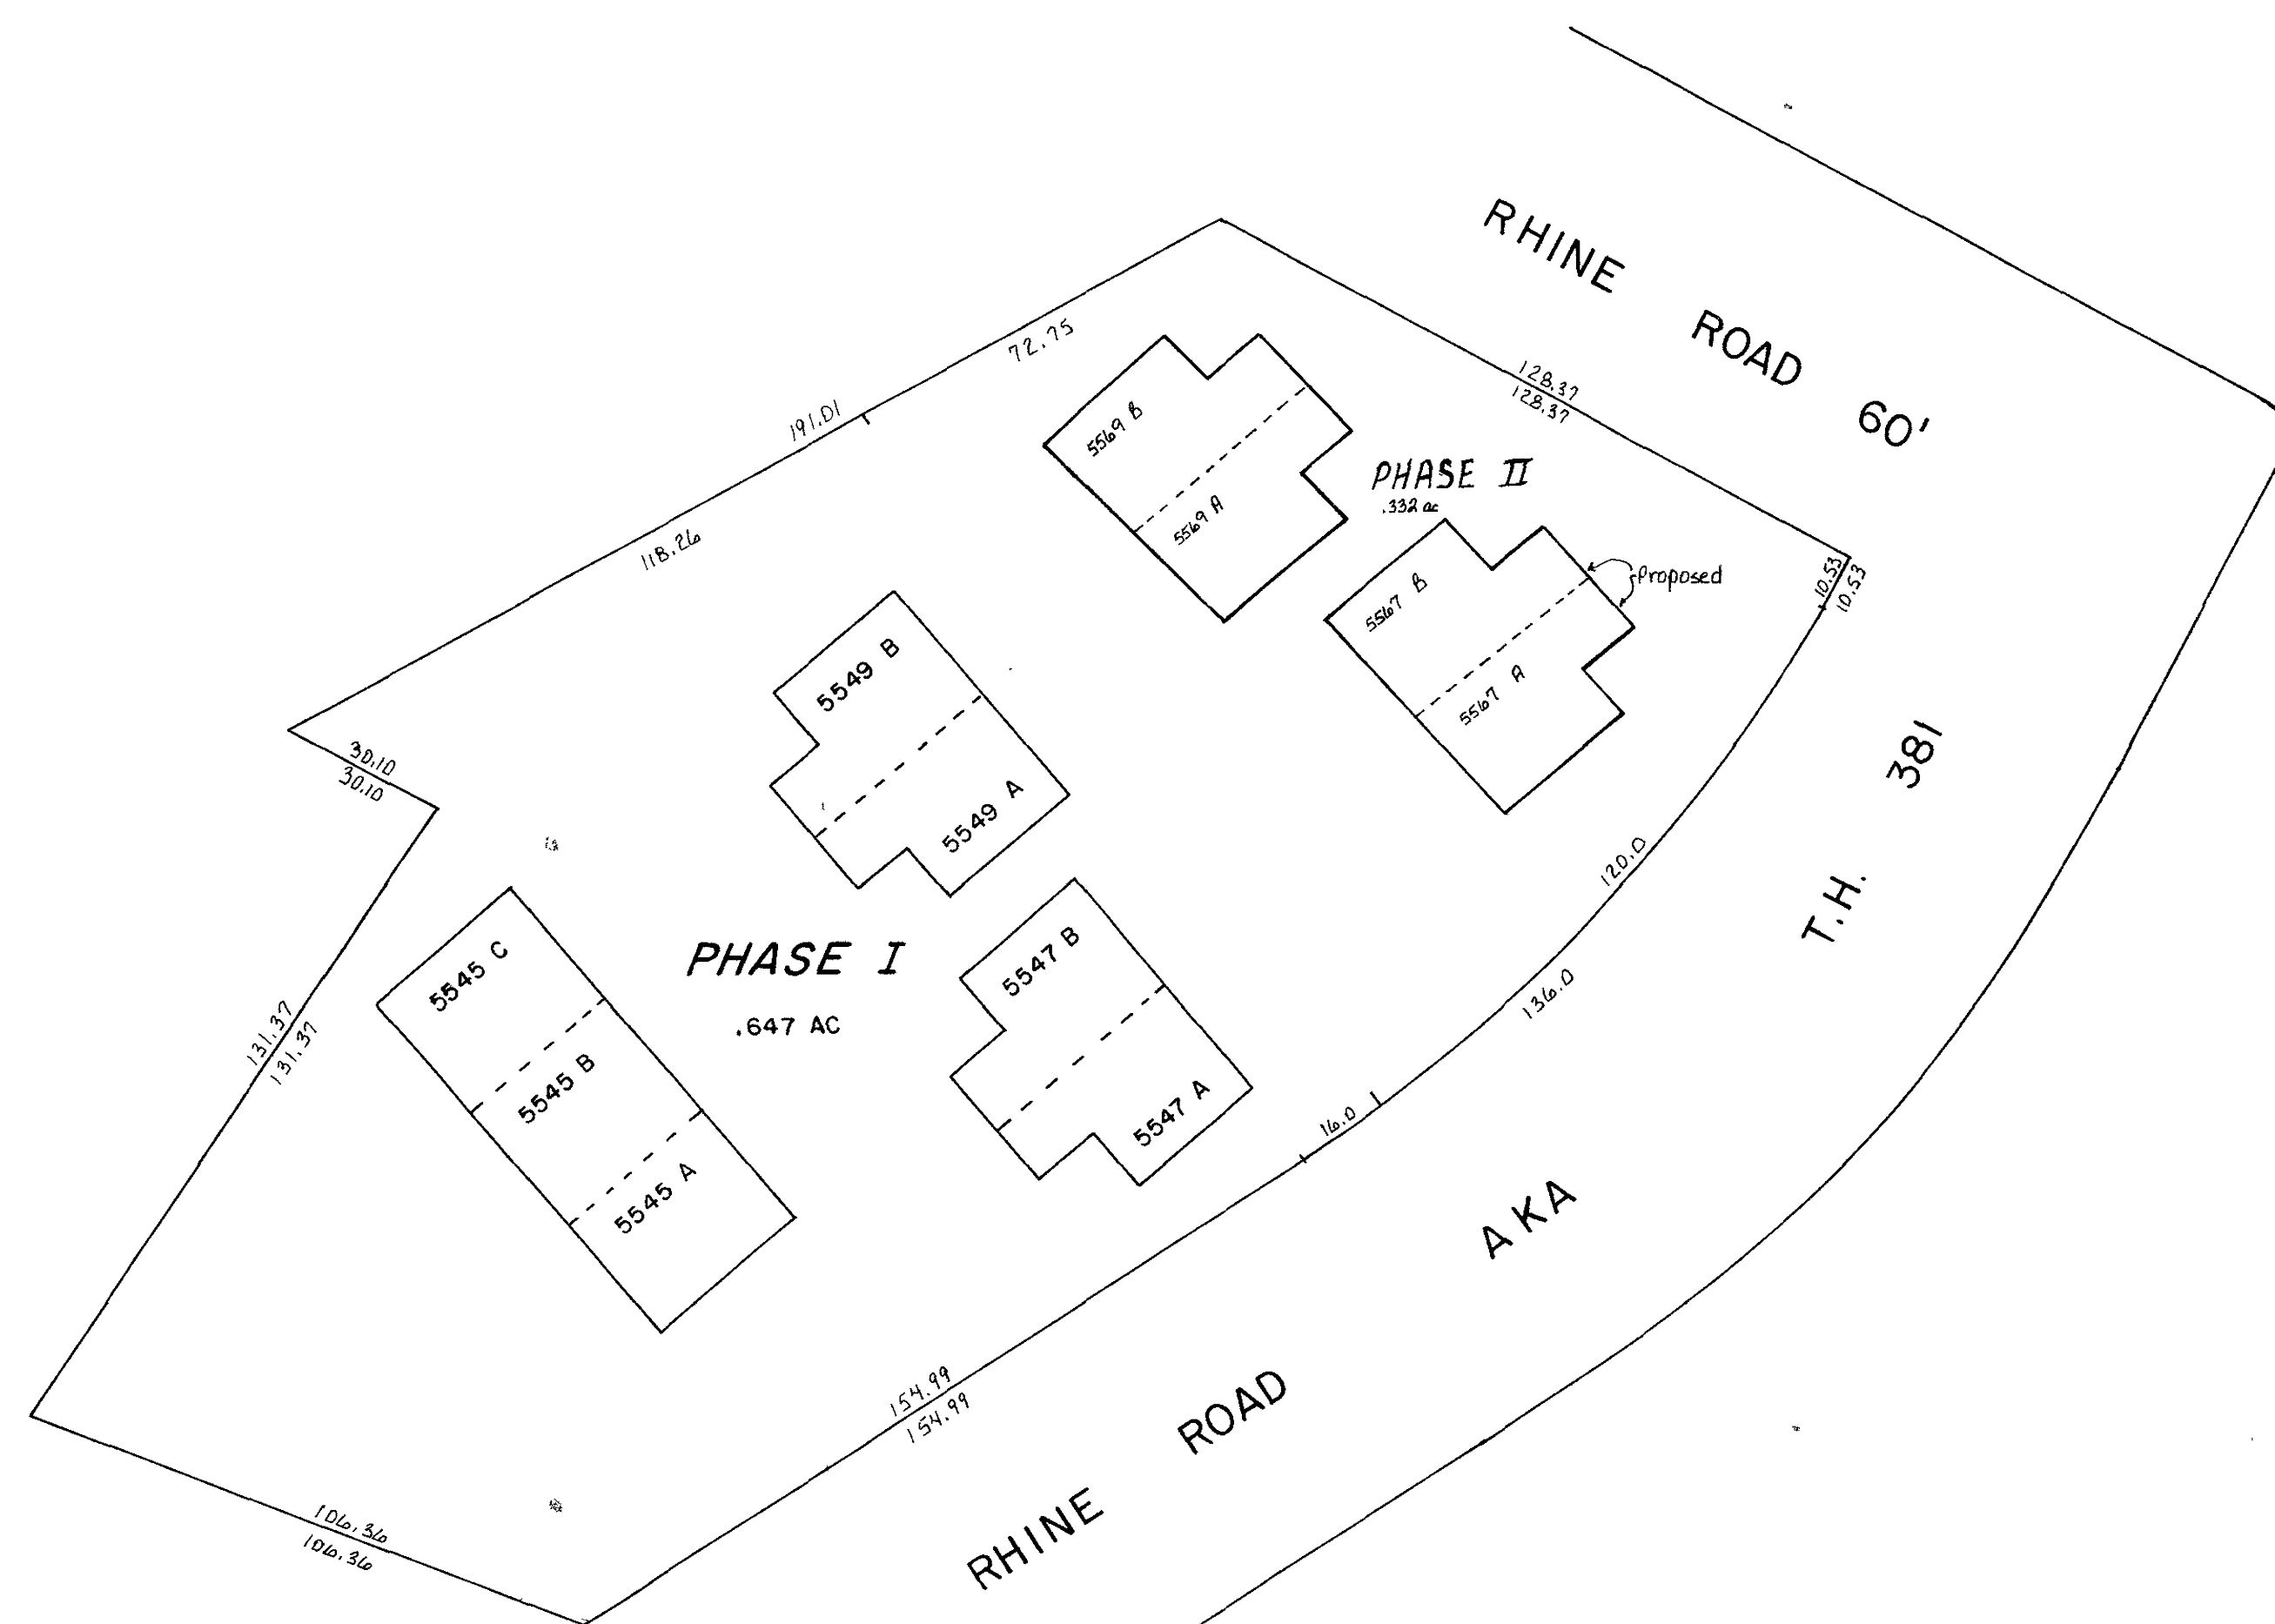 RHINE ROAD 60'
72.75
191.01
118.26
128.37
128.37
5569 B
5569 A
PHASE II
.332 ac
Proposed
10.53
10.53
5567 B
5567 A
5549 B
5549 A
30.10
30.10
T.H. 381
120.0
136.0
16.0
5545 C
5545 B
5545 A
PHASE I
.647 AC
5547 B
5547 A
131.37
131.37
154.99
154.99
106.36
106.36
RHINE ROAD AKA